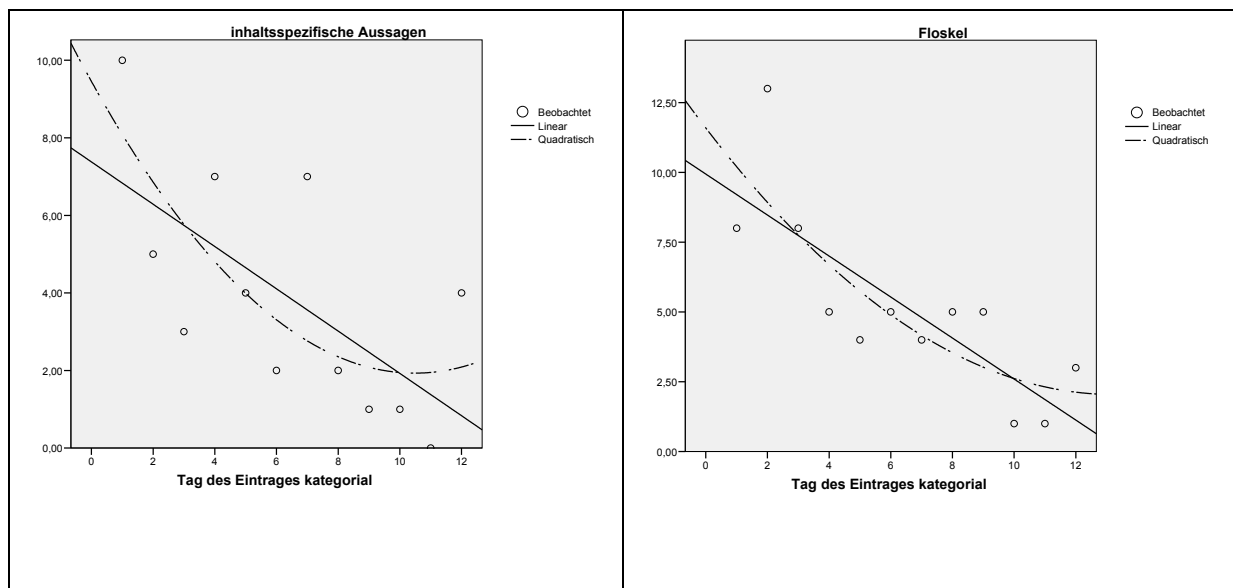 inhaltsspezifische Aussagen
10,00
8,00
6,00
4,00
2,00
0,00
0 2 4 6 8 10 12
Tag des Eintrages kategorial
Beobachtet
Linear
Quadratisch
Floskel
12,50
10,00
7,50
5,00
2,50
0,00
0 2 4 6 8 10 12
Tag des Eintrages kategorial
Beobachtet
Linear
Quadratisch